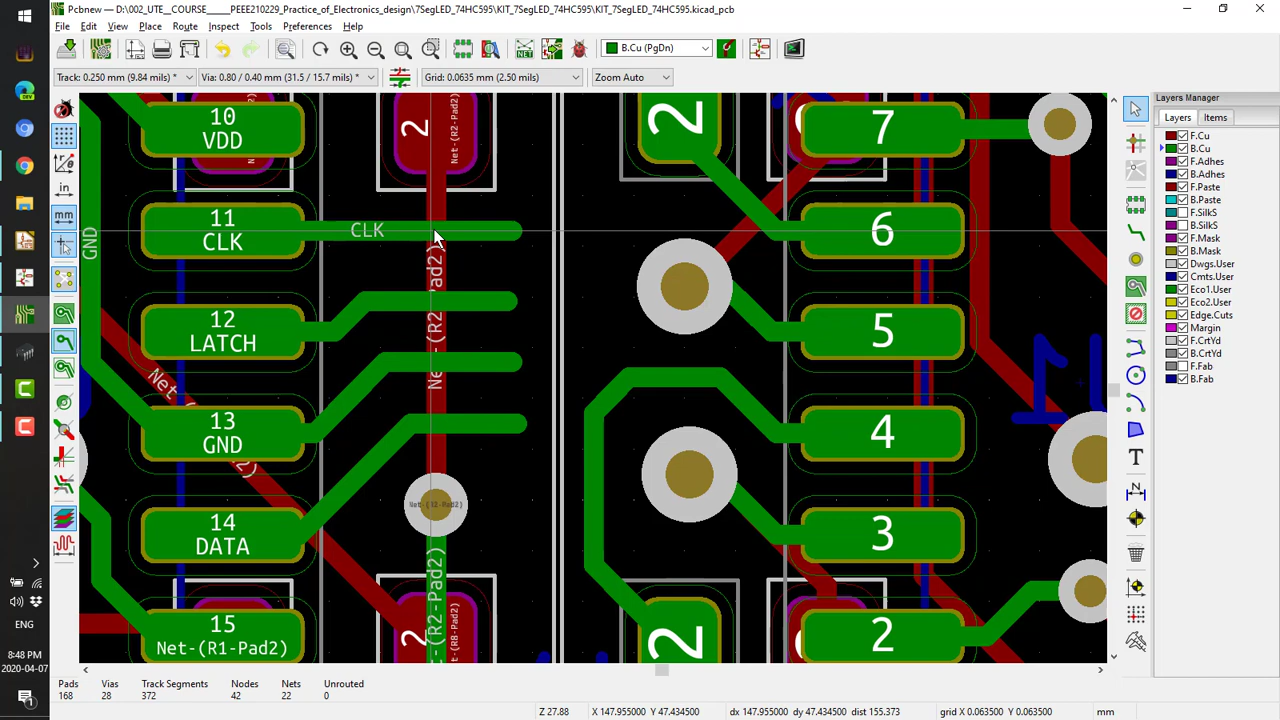 Pcbnew — D:\002_UTE_COURSE_____PEEE210229_Practice_of_Electronics_design\7SegLED_74HC595\KIT_7SegLED_74HC595\KIT_7SegLED_74HC595.kicad_pcb
File Edit View Place Route Inspect Tools Preferences Help
B.Cu (PgDn)
Track: 0.250 mm (9.84 mils) *
Via: 0.80 / 0.40 mm (31.5 / 15.7 mils) *
Grid: 0.0635 mm (2.50 mils)
Zoom Auto
Layers Manager
Layers Items
F.Cu
B.Cu
F.Adhes
B.Adhes
F.Paste
B.Paste
F.SilkS
B.SilkS
F.Mask
B.Mask
Dwgs.User
Cmts.User
Eco1.User
Eco2.User
Edge.Cuts
Margin
F.CrtYd
B.CrtYd
F.Fab
B.Fab
in
mm
10
VDD
11
CLK
CLK
12
LATCH
13
GND
14
DATA
15
Net-(R1-Pad2)
GND
2
Net-(R2-Pad2)
Net-(R2-Pad2)
2
Net-(R8-Pad2)
2
2
7
6
5
4
3
2
ENG
8:48 PM
2020-04-07
Pads
168
Vias
28
Track Segments
372
Nodes
42
Nets
22
Unrouted
0
Z 27.88
X 147.955000 Y 47.434500
dx 147.955000 dy 47.434500 dist 155.373
grid X 0.063500 Y 0.063500
mm